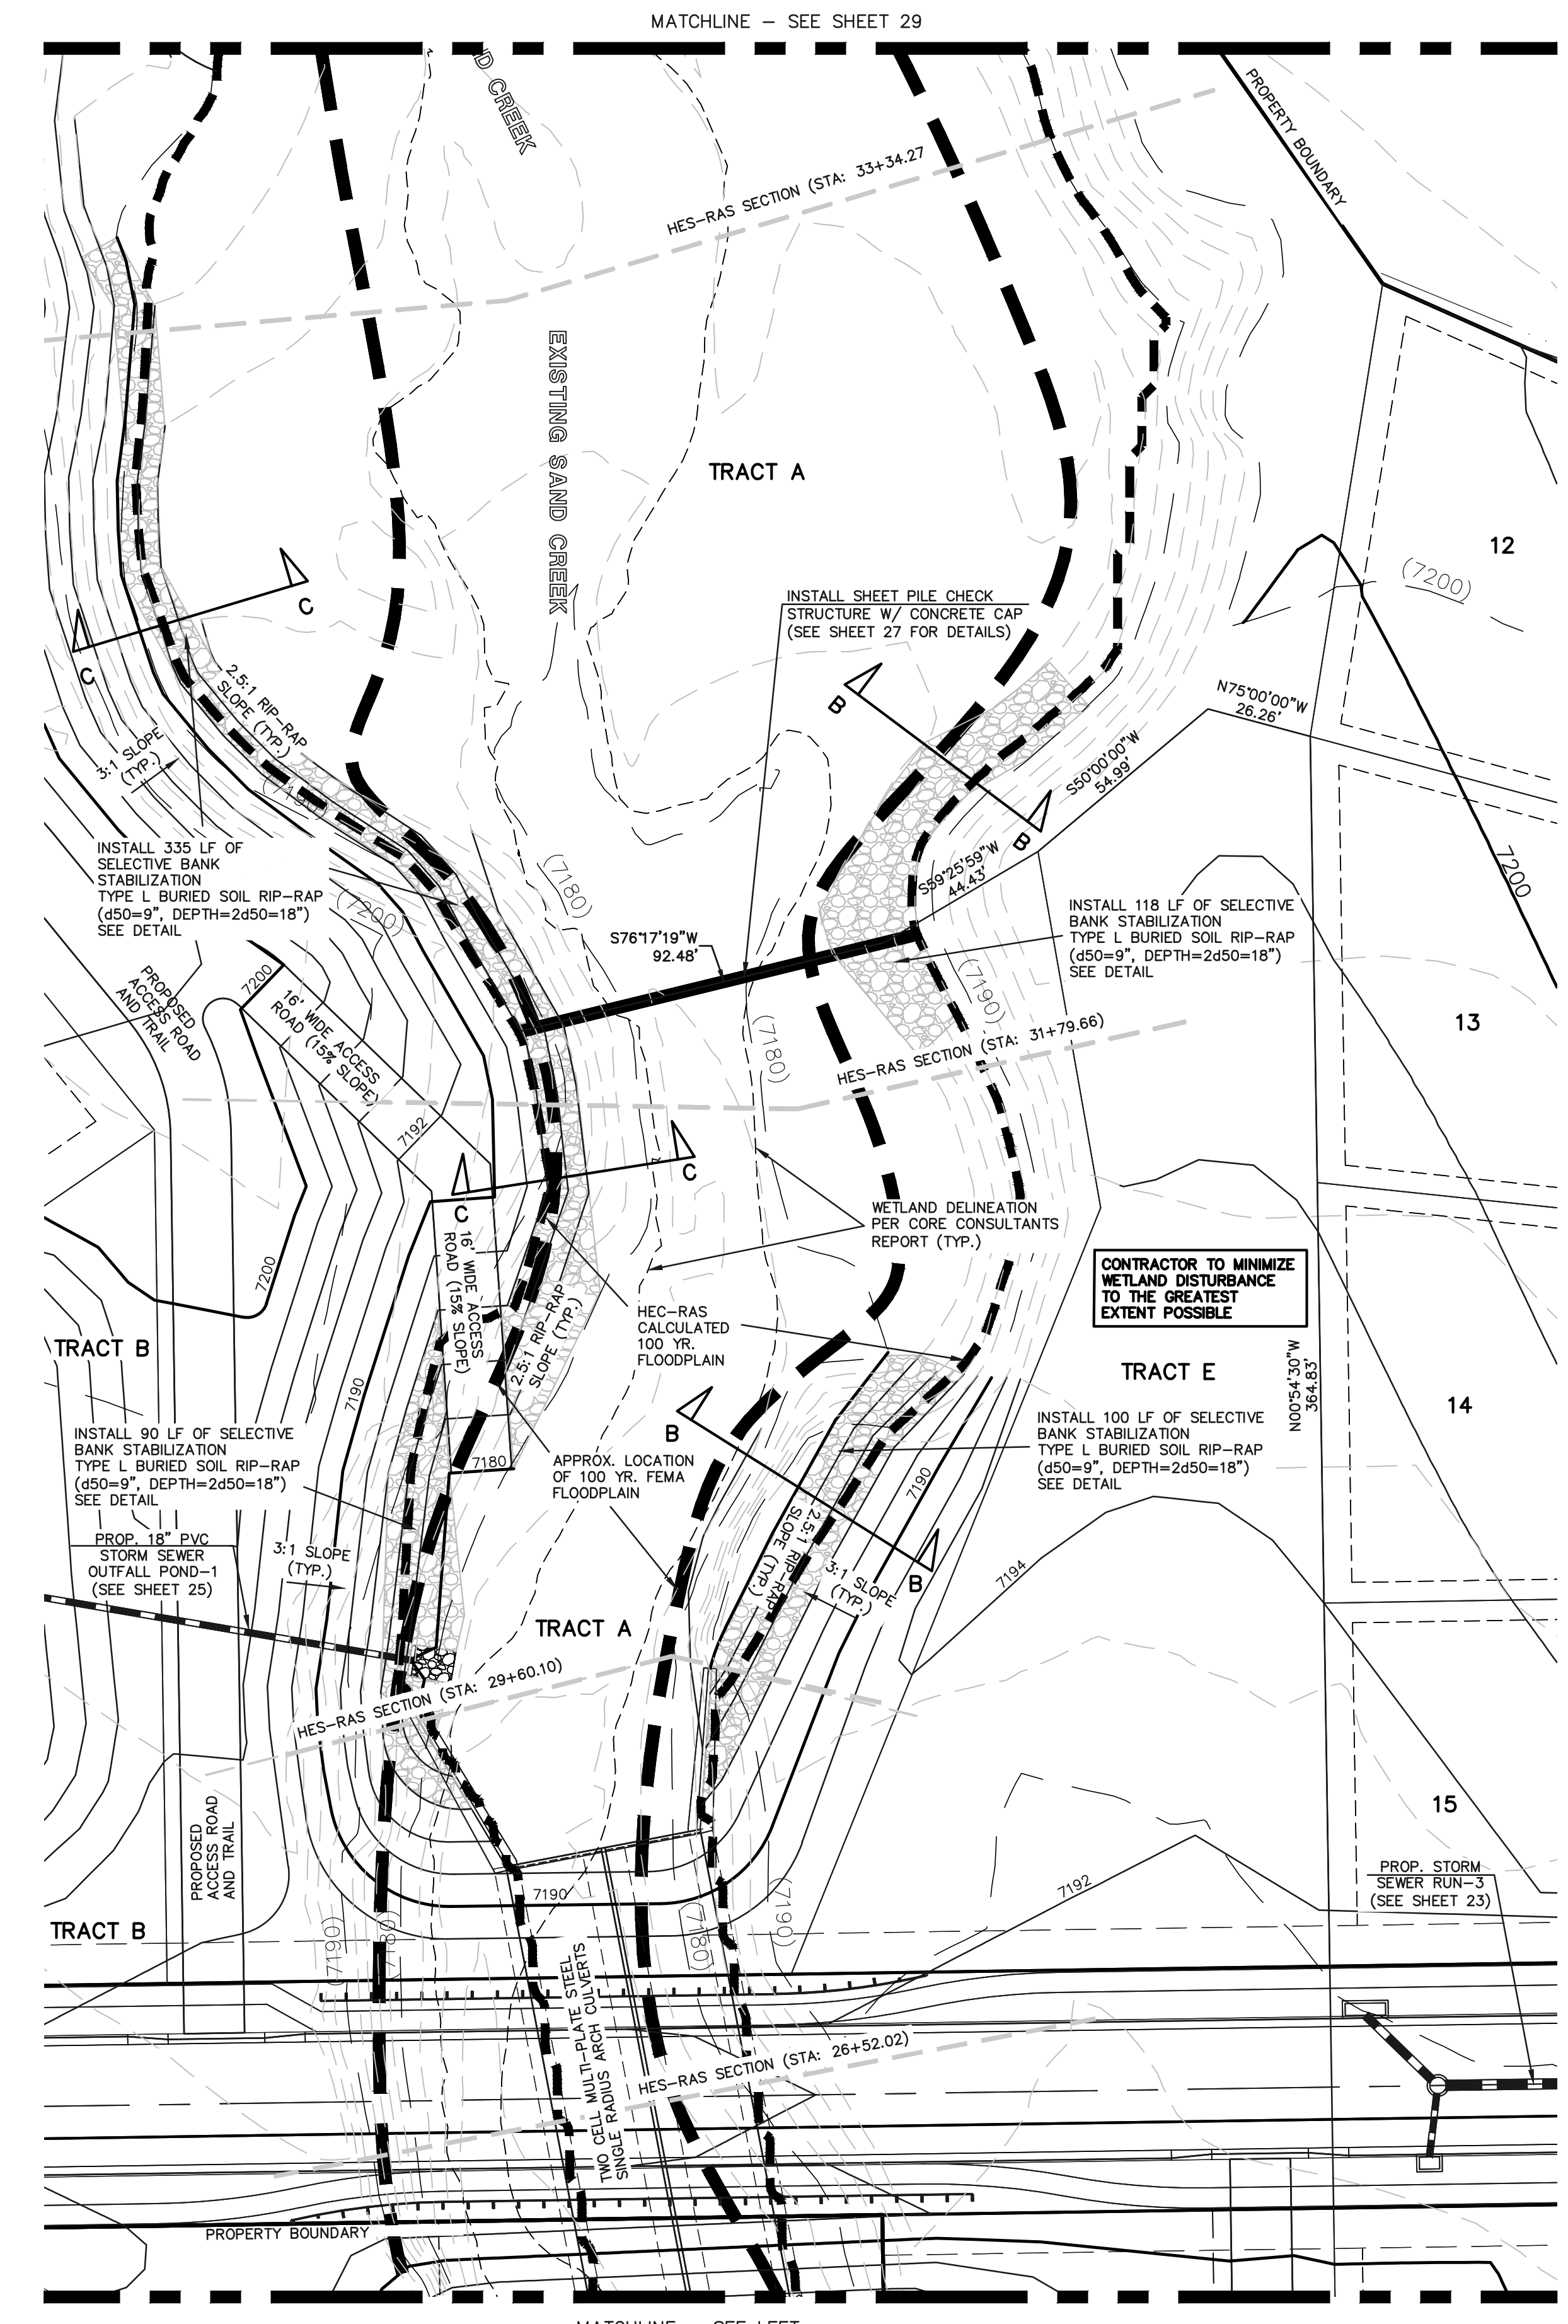 MATCHLINE – SEE SHEET 29
D CREEK
PROPERTY BOUNDARY
HES–RAS SECTION (STA: 33+34.27
EXISTING SAND CREEK
TRACT A
12
(7200)
INSTALL SHEET PILE CHECK
STRUCTURE W/ CONCRETE CAP
(SEE SHEET 27 FOR DETAILS)
C
C
2.5:1 RIP–RAP
SLOPE (TYP.)
3:1 SLOPE
(TYP.)
(7190)
B
B
N75°00'00"W
26.26'
S50°00'00"W
54.99'
S59°25'59"W
44.43'
7200
INSTALL 335 LF OF
SELECTIVE BANK
STABILIZATION
TYPE L BURIED SOIL RIP–RAP
(d50=9", DEPTH=2d50=18")
SEE DETAIL
(7200)
(7180)
S76°17'19"W
92.48'
INSTALL 118 LF OF SELECTIVE
BANK STABILIZATION
TYPE L BURIED SOIL RIP–RAP
(d50=9", DEPTH=2d50=18")
SEE DETAIL
(7190)
PROPOSED
ACCESS ROAD
AND TRAIL
7200
16' WIDE ACCESS
ROAD (15% SLOPE)
7192
(7180)
HES–RAS SECTION (STA: 31+79.66)
13
C
C
WETLAND DELINEATION
PER CORE CONSULTANTS
REPORT (TYP.)
16' WIDE ACCESS
ROAD (15% SLOPE)
7200
CONTRACTOR TO MINIMIZE
WETLAND DISTURBANCE
TO THE GREATEST
EXTENT POSSIBLE
HEC–RAS
CALCULATED
100 YR.
FLOODPLAIN
2.5:1 RIP–RAP
SLOPE (TYP.)
TRACT B
TRACT E
N00°54'30"W
364.83'
7190
14
B
B
INSTALL 100 LF OF SELECTIVE
BANK STABILIZATION
TYPE L BURIED SOIL RIP–RAP
(d50=9", DEPTH=2d50=18")
SEE DETAIL
INSTALL 90 LF OF SELECTIVE
BANK STABILIZATION
TYPE L BURIED SOIL RIP–RAP
(d50=9", DEPTH=2d50=18")
SEE DETAIL
7180
APPROX. LOCATION
OF 100 YR. FEMA
FLOODPLAIN
7190
2.5:1 RIP–RAP
SLOPE (TYP.)
3:1 SLOPE
(TYP.)
PROP. 18" PVC
STORM SEWER
OUTFALL POND–1
(SEE SHEET 25)
3:1 SLOPE
(TYP.)
7194
TRACT A
HES–RAS SECTION (STA: 29+60.10)
15
PROPOSED
ACCESS ROAD
AND TRAIL
7190
7192
PROP. STORM
SEWER RUN–3
(SEE SHEET 23)
TRACT B
(7190)
(7180)
(7180)
(7190)
TWO CELL MULTI–PLATE STEEL
SINGLE RADIUS ARCH CULVERTS
HES–RAS SECTION (STA: 26+52.02)
PROPERTY BOUNDARY